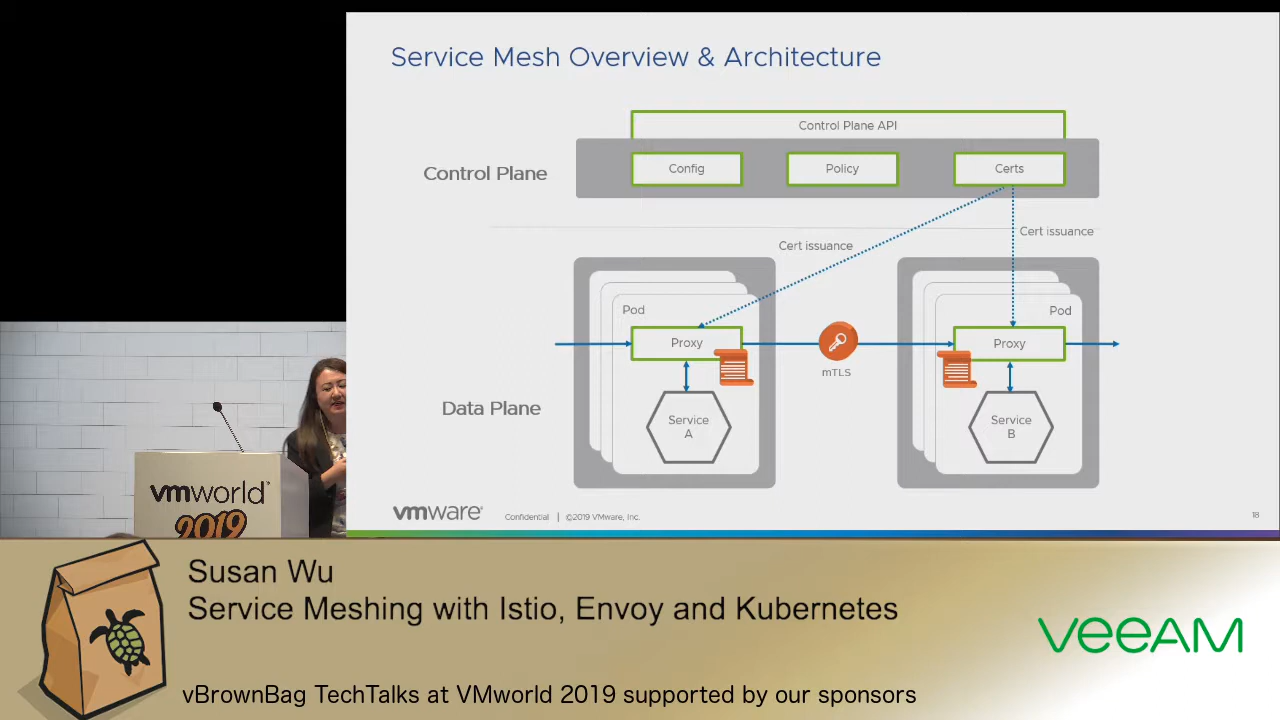 Service Mesh Overview & Architecture
Control Plane API
Control Plane
Config
Policy
Certs
Cert issuance
Cert issuance
Pod
Pod
Proxy
Proxy
mTLS
Data Plane
Service
A
Service
B
vmware®
Confidential | ©2019 VMware, Inc.
18
vmworld®
2019
Susan Wu
Service Meshing with Istio, Envoy and Kubernetes
veeAM
vBrownBag TechTalks at VMworld 2019 supported by our sponsors